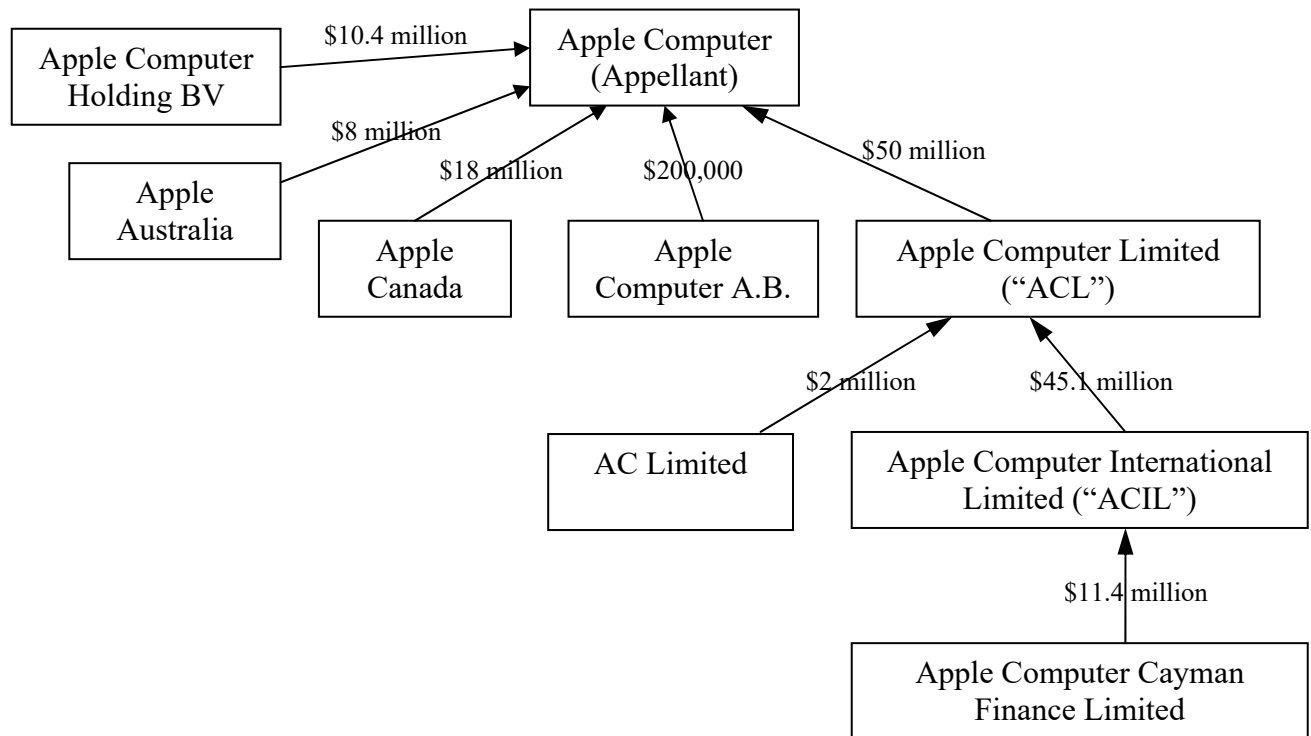 $10.4 million
Apple Computer
(Appellant)
Apple Computer
Holding BV
$8 million
$18 million
$200,000
$50 million
Apple
Australia
Apple
Canada
Apple
Computer A.B.
Apple Computer Limited
(“ACL”)
$2 million
$45.1 million
AC Limited
Apple Computer International
Limited (“ACIL”)
$11.4 million
Apple Computer Cayman
Finance Limited